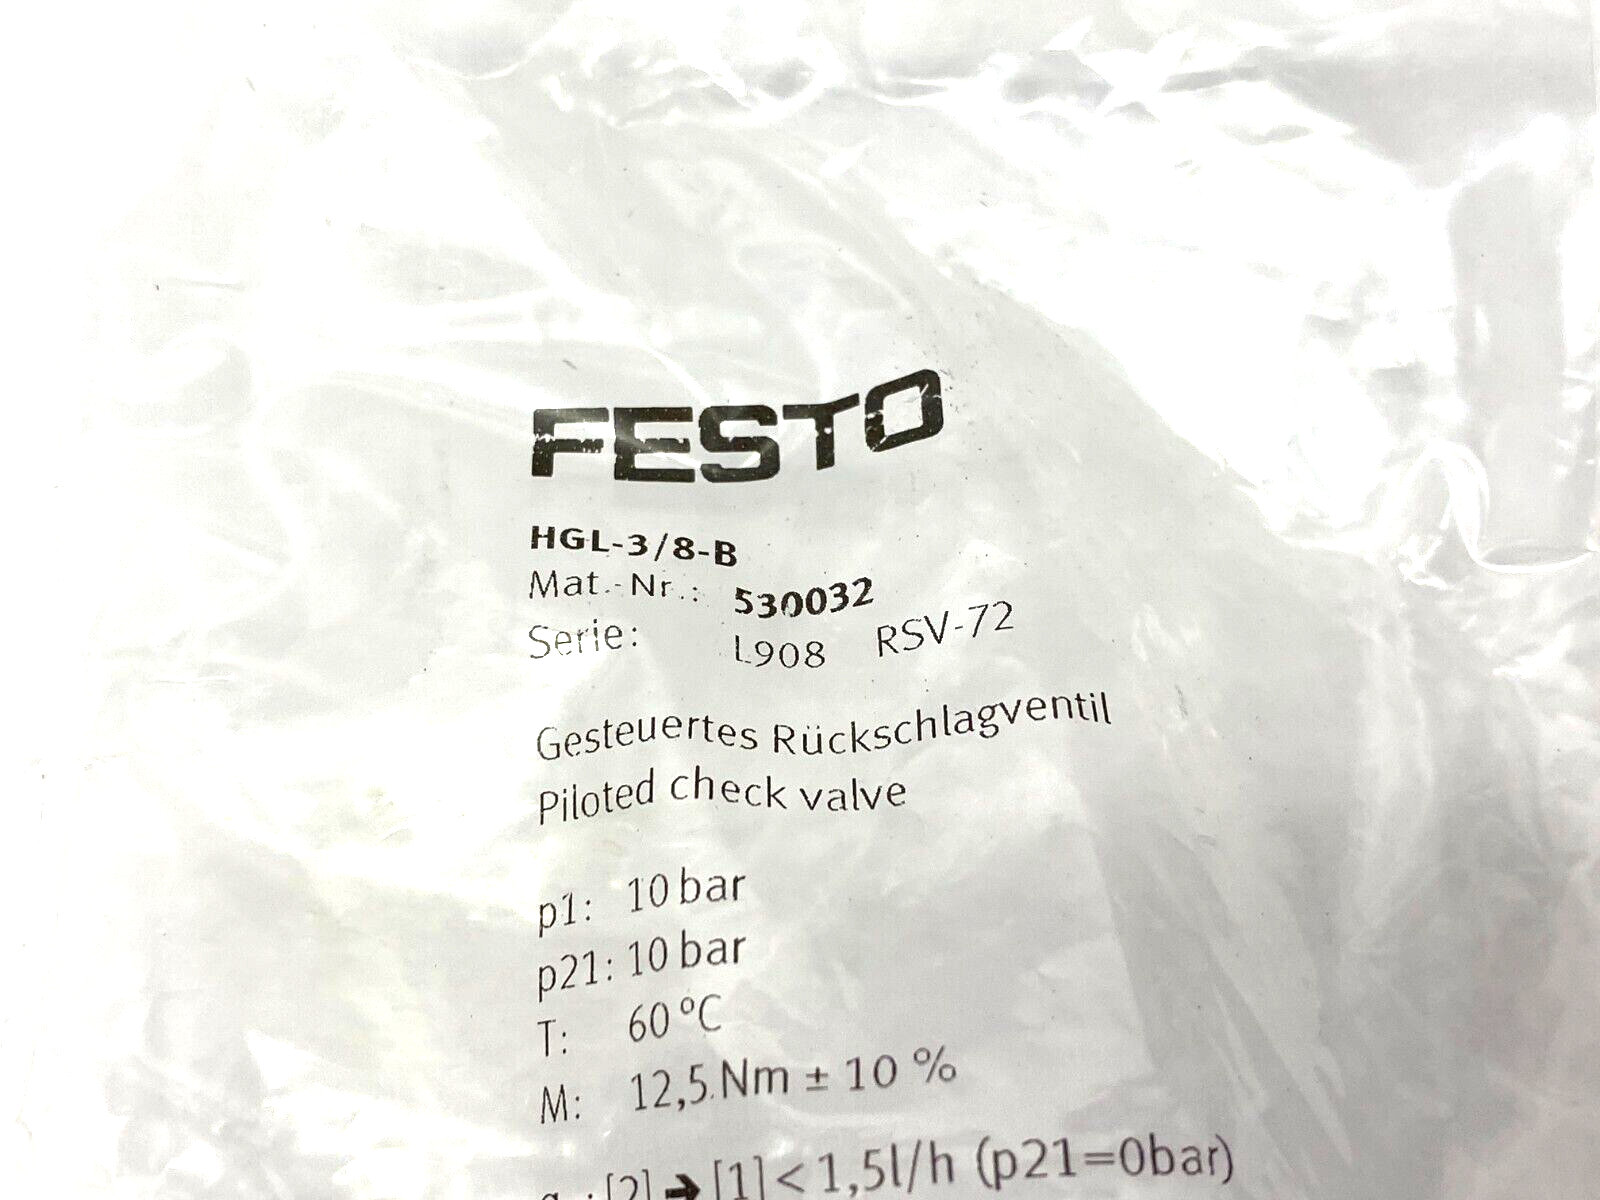 FESTO
HGL-3/8-B
Mat.-Nr.: 530032
Serie: L908 RSV-72
Gesteuertes Rückschlagventil
Piloted check valve
p1: 10 bar
p21: 10 bar
T: 60 °C
M: 12,5 Nm ± 10 %
[2] → [1] < 1,5l/h (p21=0bar)